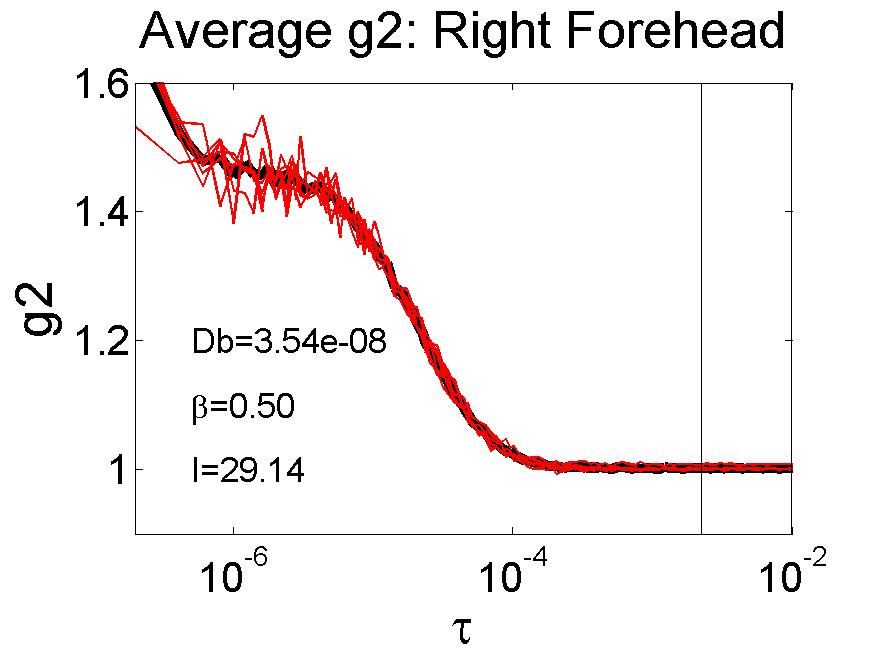 Average g2: Right Forehead
1.6
1.4
1.2
1
g2
Db=3.54e-08
β=0.50
I=29.14
10^-6
10^-4
10^-2
τ